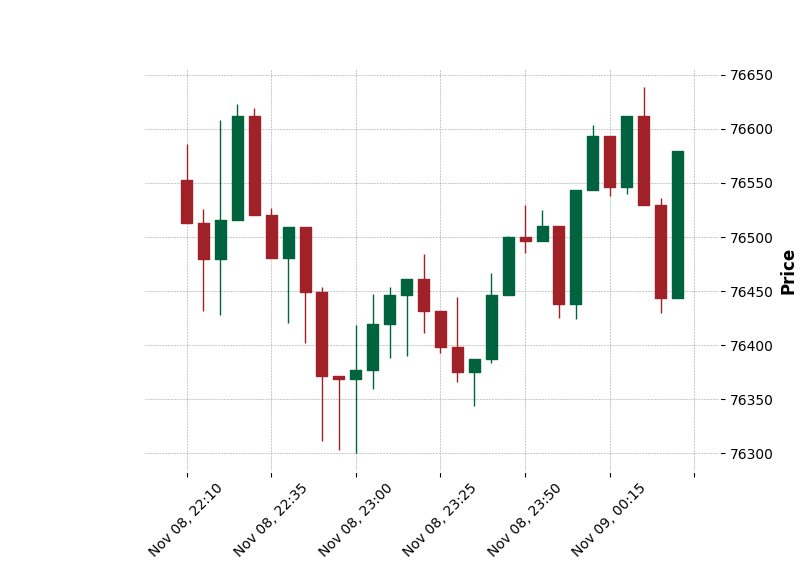 76650
76600
76550
76500
76450
76400
76350
76300
Price
Nov 08, 22:10
Nov 08, 22:35
Nov 08, 23:00
Nov 08, 23:25
Nov 08, 23:50
Nov 09, 00:15